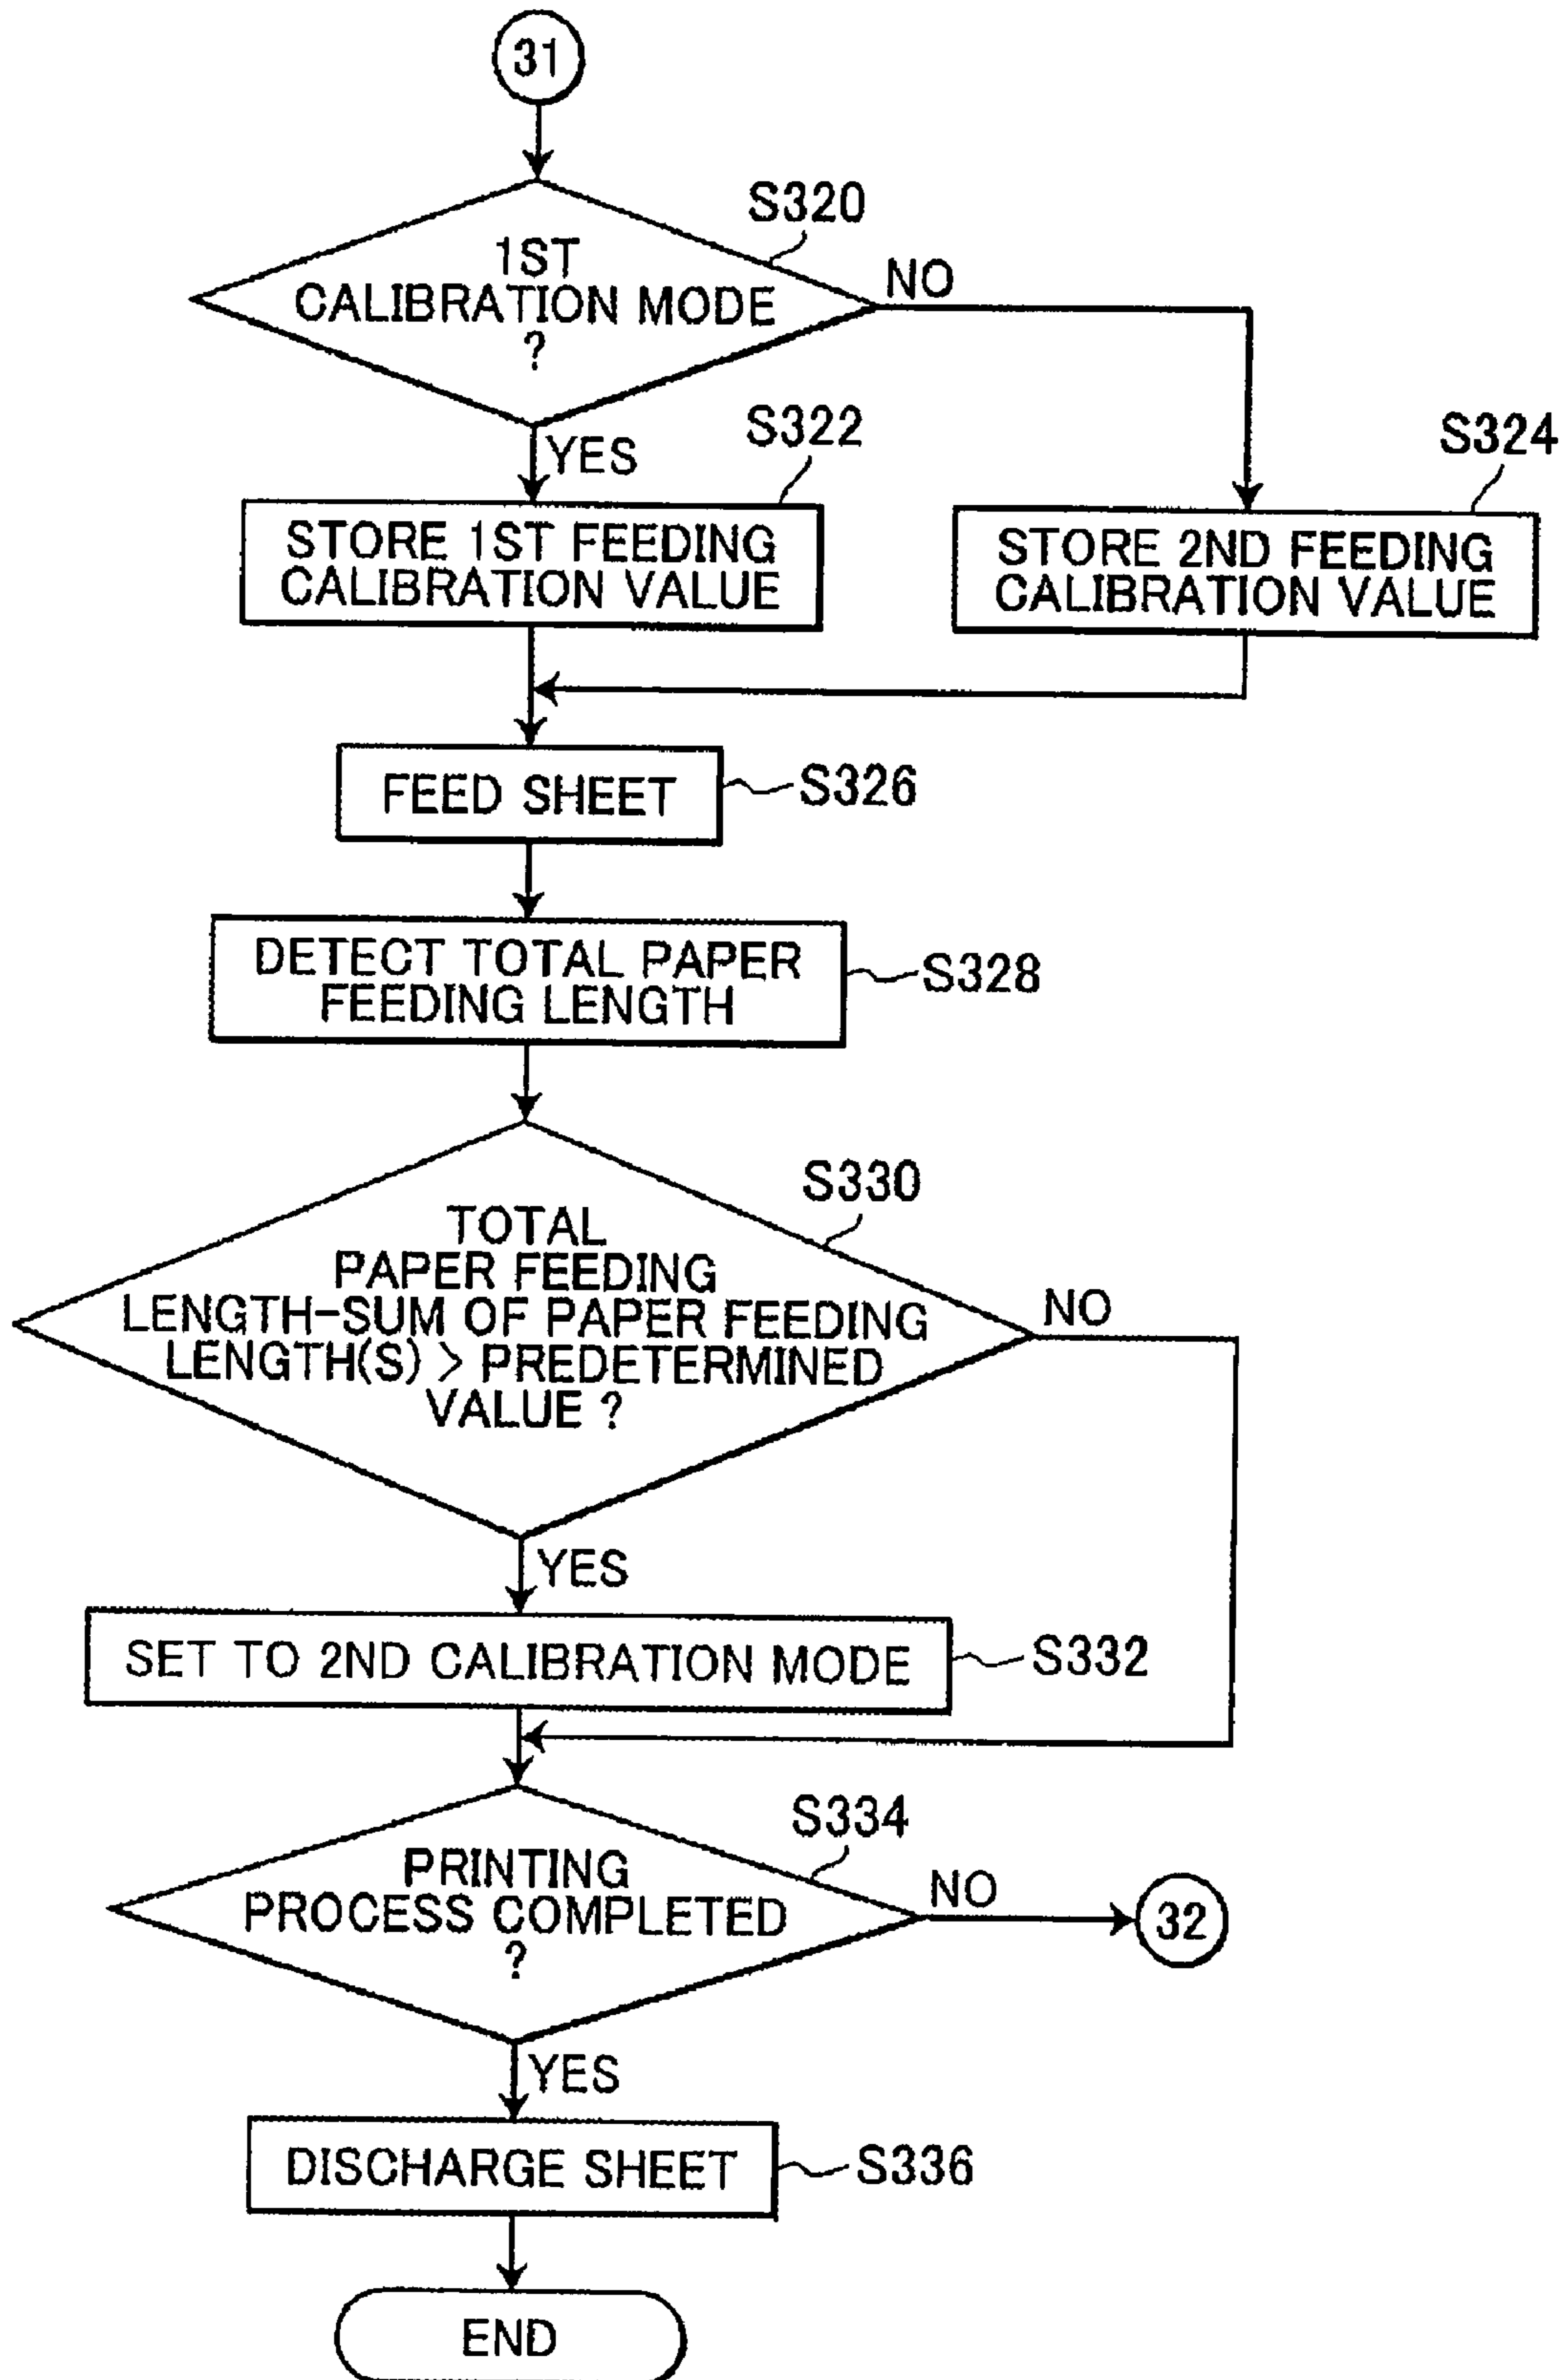 31
S320
1ST
CALIBRATION MODE
?
NO
YES
S322
STORE 1ST FEEDING
CALIBRATION VALUE
S324
STORE 2ND FEEDING
CALIBRATION VALUE
FEED SHEET
S326
DETECT TOTAL PAPER
FEEDING LENGTH
S328
S330
TOTAL
PAPER FEEDING
LENGTH-SUM OF PAPER FEEDING
LENGTH(S) > PREDETERMINED
VALUE ?
NO
YES
SET TO 2ND CALIBRATION MODE
S332
S334
PRINTING
PROCESS COMPLETED
?
NO
32
YES
DISCHARGE SHEET
S336
END